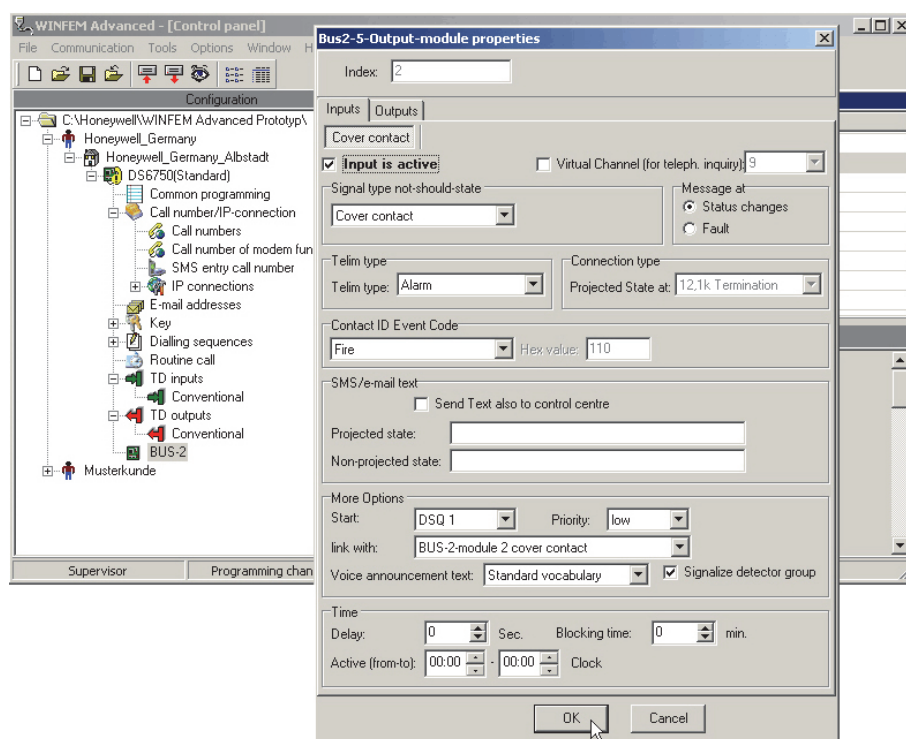 WINFEM Advanced - [Control panel]
File Communication Tools Options Window H
Configuration
C:\Honeywell\WINFEM Advanced Prototyp\
Honeywell_Germany
Honeywell_Germany_Albstadt
DS6750(Standard)
Common programming
Call number/IP-connection
Call numbers
Call number of modem fun
SMS entry call number
IP connections
E-mail addresses
Key
Dialling sequences
Routine call
TD inputs
Conventional
TD outputs
Conventional
BUS-2
Musterkunde
Supervisor Programming chan
Bus2-5-Output-module properties
Index: 2
Inputs Outputs
Cover contact
Input is active Virtual Channel (for teleph. inquiry): 9
Signal type not-should-state Message at
Cover contact Status changes
Fault
Telim type Connection type
Telim type: Alarm Projected State at: 12,1k Termination
Contact ID Event Code
Fire Hex value: 110
SMS/e-mail text
Send Text also to control centre
Projected state:
Non-projected state:
More Options
Start: DSQ 1 Priority: low
link with: BUS-2-module 2 cover contact
Voice announcement text: Standard vocabulary Signalize detector group
Time
Delay: 0 Sec. Blocking time: 0 min.
Active (from-to): 00:00 - 00:00 Clock
OK Cancel